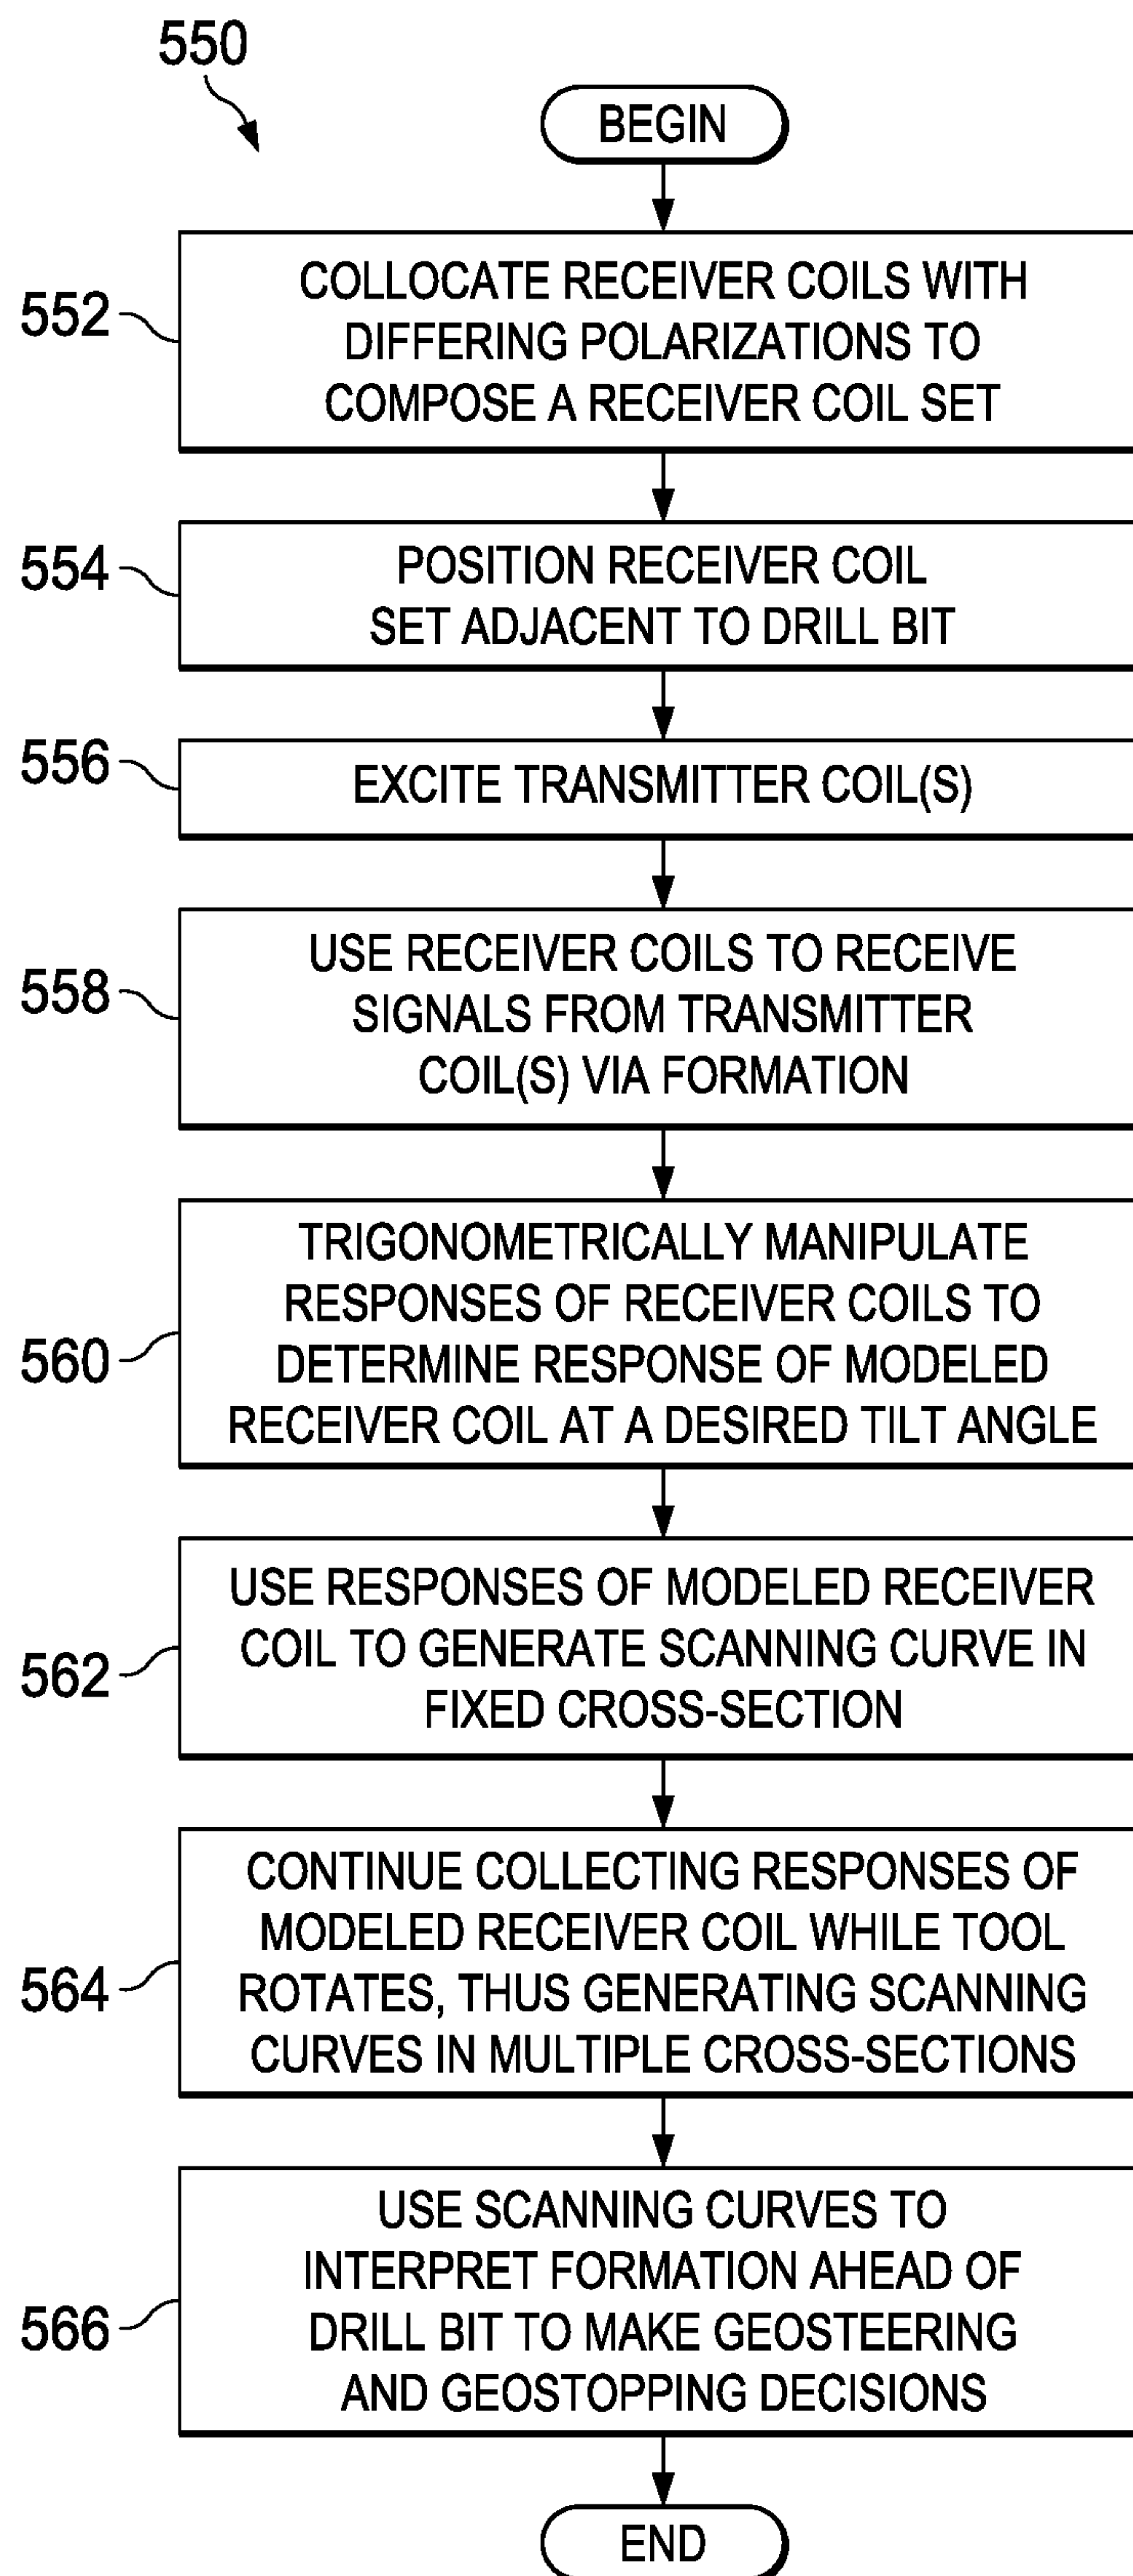 550
BEGIN
552
COLLOCATE RECEIVER COILS WITH
DIFFERING POLARIZATIONS TO
COMPOSE A RECEIVER COIL SET
554
POSITION RECEIVER COIL
SET ADJACENT TO DRILL BIT
556
EXCITE TRANSMITTER COIL(S)
558
USE RECEIVER COILS TO RECEIVE
SIGNALS FROM TRANSMITTER
COIL(S) VIA FORMATION
560
TRIGONOMETRICALLY MANIPULATE
RESPONSES OF RECEIVER COILS TO
DETERMINE RESPONSE OF MODELED
RECEIVER COIL AT A DESIRED TILT ANGLE
562
USE RESPONSES OF MODELED RECEIVER
COIL TO GENERATE SCANNING CURVE IN
FIXED CROSS-SECTION
564
CONTINUE COLLECTING RESPONSES OF
MODELED RECEIVER COIL WHILE TOOL
ROTATES, THUS GENERATING SCANNING
CURVES IN MULTIPLE CROSS-SECTIONS
566
USE SCANNING CURVES TO
INTERPRET FORMATION AHEAD OF
DRILL BIT TO MAKE GEOSTEERING
AND GEOSTOPPING DECISIONS
END